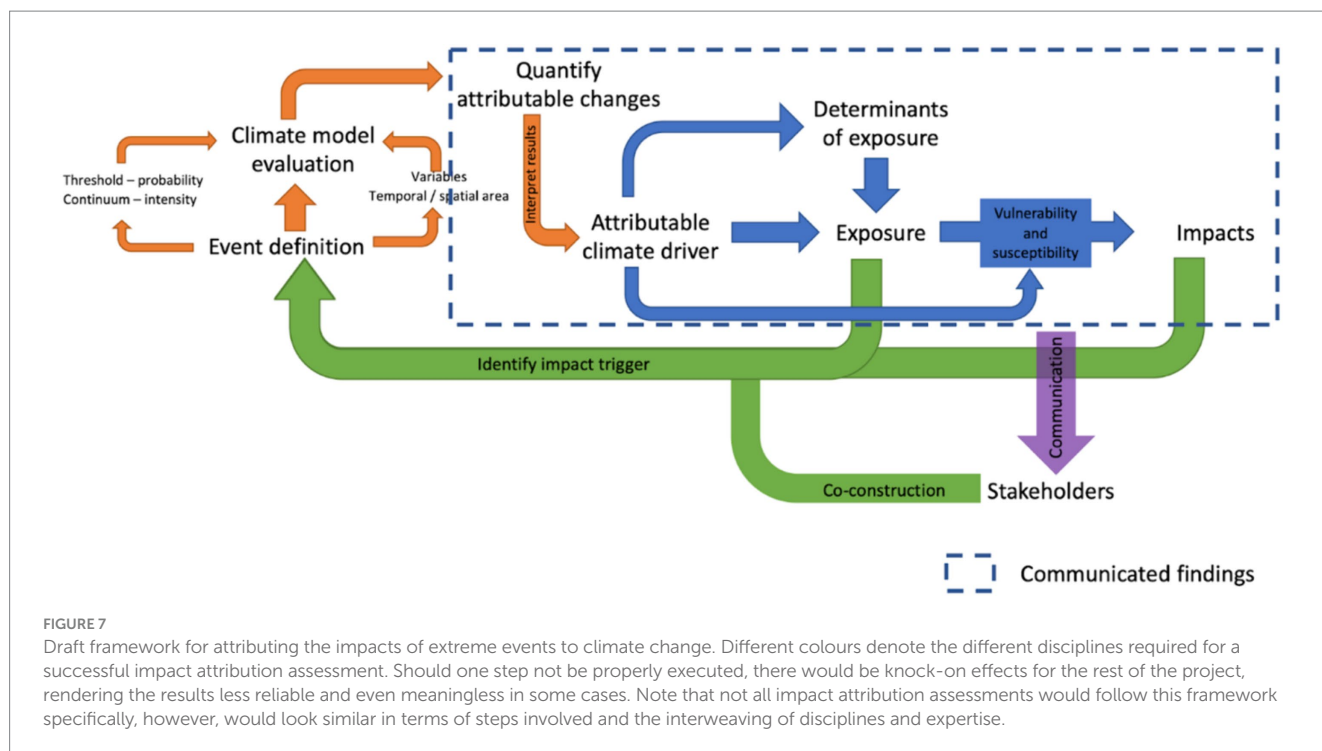 Quantify
attributable changes
Determinants
of exposure
Climate model
evaluation
Threshold – probability
Continuum – intensity
Variables
Temporal / spatial area
Interpret results
Event definition
Attributable
climate driver
Exposure
Vulnerability
and
susceptibility
Impacts
Identify impact trigger
Communication
Co-construction
Stakeholders
Communicated findings
FIGURE 7
Draft framework for attributing the impacts of extreme events to climate change. Different colours denote the different disciplines required for a
successful impact attribution assessment. Should one step not be properly executed, there would be knock-on effects for the rest of the project,
rendering the results less reliable and even meaningless in some cases. Note that not all impact attribution assessments would follow this framework
specifically, however, would look similar in terms of steps involved and the interweaving of disciplines and expertise.